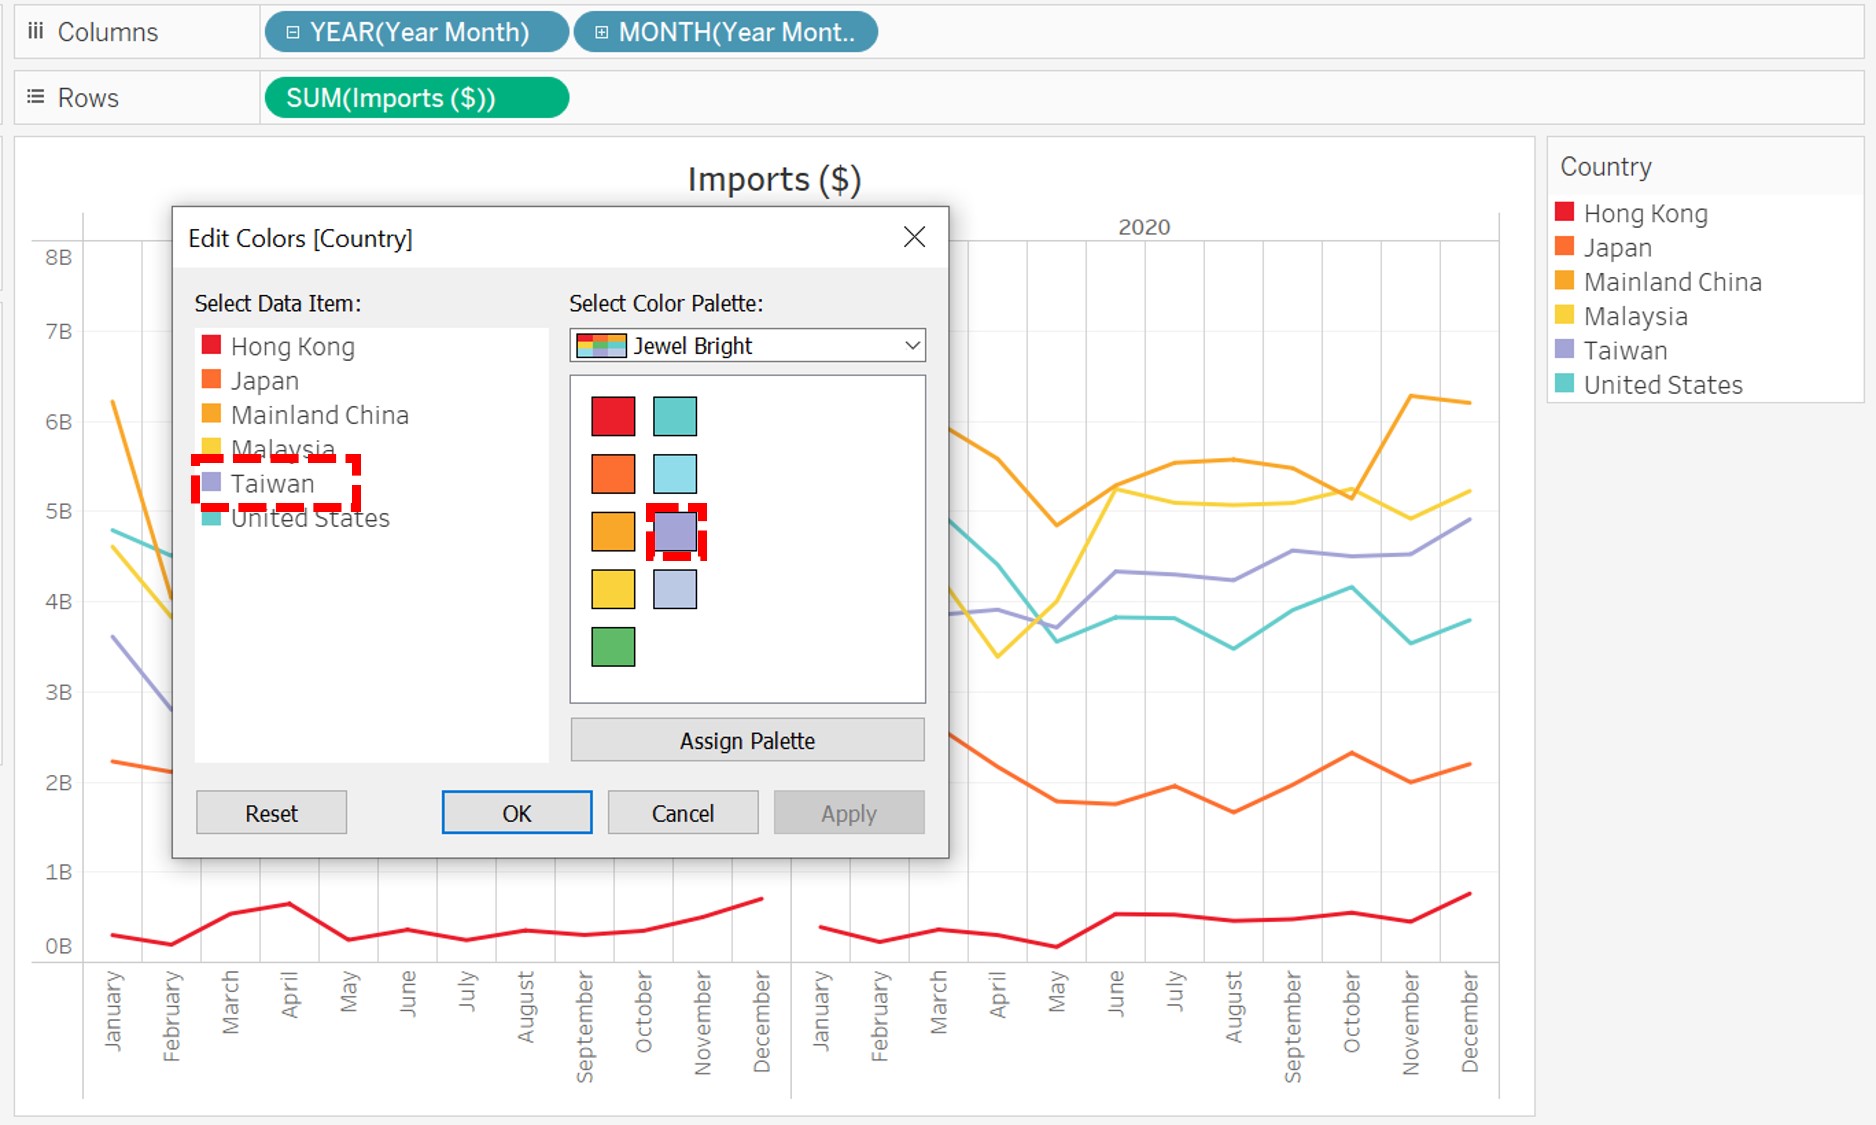 Columns
YEAR(Year Month)
MONTH(Year Mont..
Rows
SUM(Imports ($))
Imports ($)
2020
8B
7B
6B
5B
4B
3B
2B
1B
0B
Edit Colors [Country]
Select Data Item:
Hong Kong
Japan
Mainland China
Malaysia
Taiwan
United States
Select Color Palette:
Jewel Bright
Assign Palette
Reset
OK
Cancel
Apply
January
February
March
April
May
June
July
August
September
October
November
December
January
February
March
April
May
June
July
August
September
October
November
December
Country
Hong Kong
Japan
Mainland China
Malaysia
Taiwan
United States